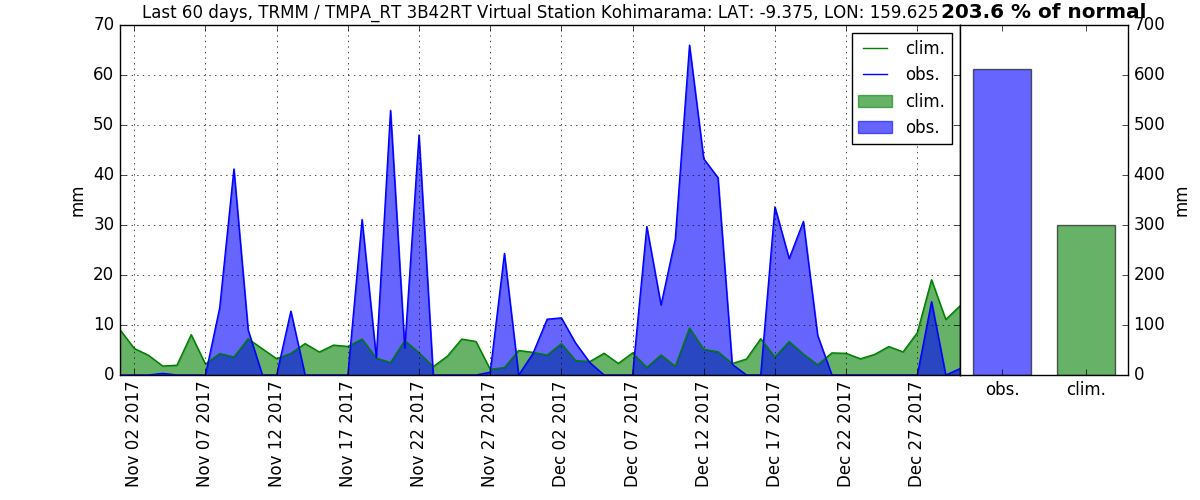 Last 60 days, TRMM / TMPA_RT 3B42RT Virtual Station Kohimarama: LAT: -9.375, LON: 159.625 203.6 % of normal
70
60
50
40
30
20
10
0
mm
clim.
obs.
clim.
obs.
Nov 02 2017
Nov 07 2017
Nov 12 2017
Nov 17 2017
Nov 22 2017
Nov 27 2017
Dec 02 2017
Dec 07 2017
Dec 12 2017
Dec 17 2017
Dec 22 2017
Dec 27 2017
700
600
500
400
300
200
100
0
mm
obs. clim.